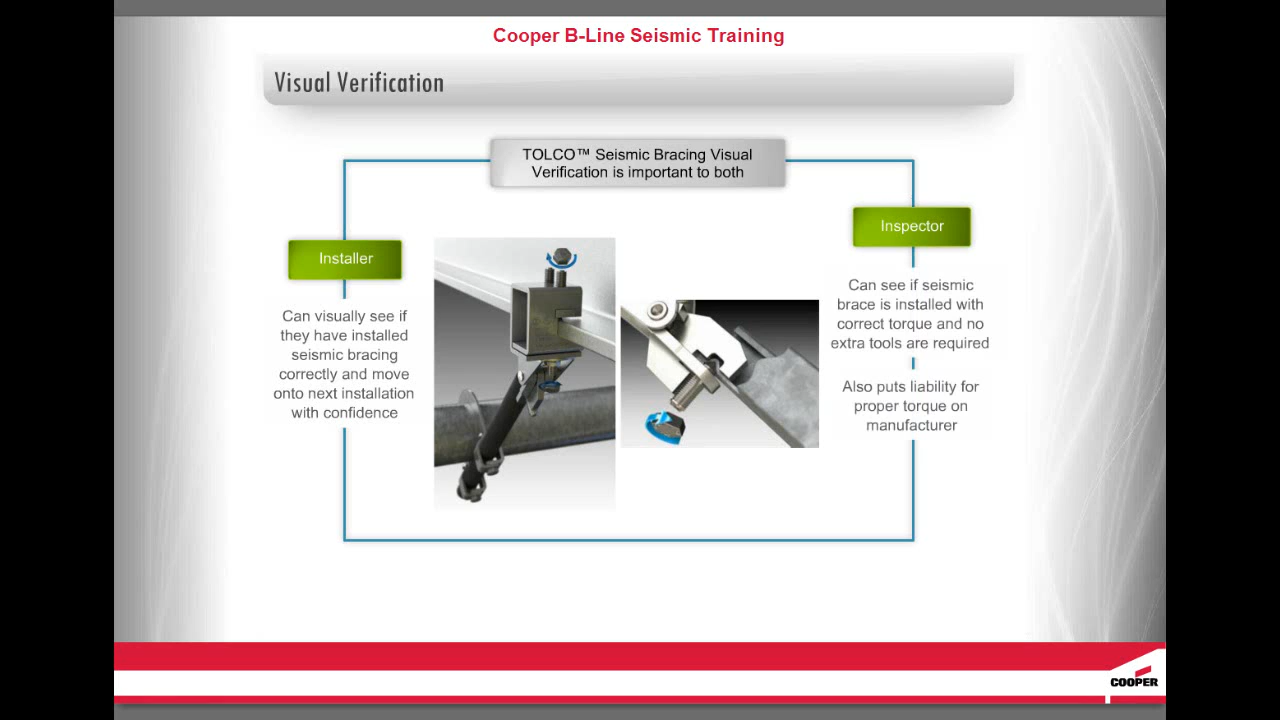 Cooper B-Line Seismic Training
Visual Verification
TOLCO™ Seismic Bracing Visual
Verification is important to both
Installer
Can visually see if
they have installed
seismic bracing
correctly and move
onto next installation
with confidence
Inspector
Can see if seismic
brace is installed with
correct torque and no
extra tools are required
Also puts liability for
proper torque on
manufacturer
COOPER